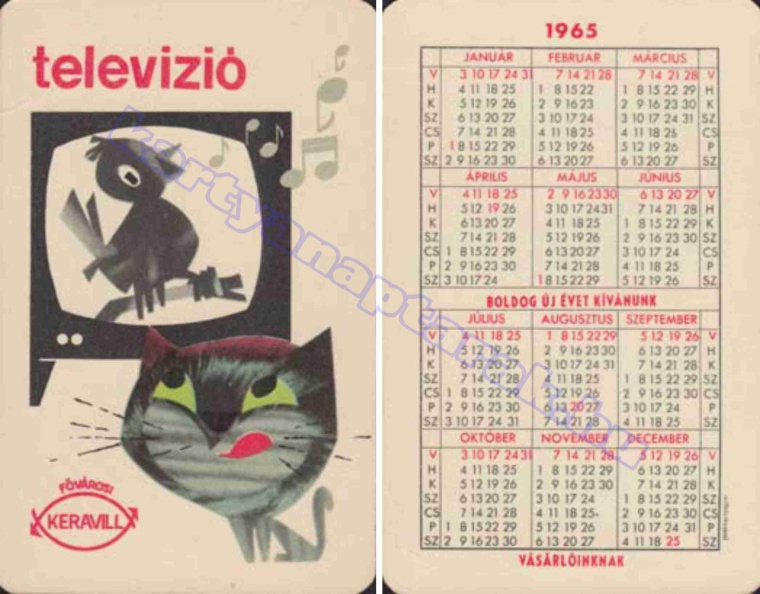 televizió
FŐVÁROSI
KERAVILL
kartyanaptarok.hu
1965
JANUÁR FEBRUÁR MÁRCIUS
V 3 10 17 24 31 7 14 21 28 7 14 21 28 V
H 4 11 18 25 1 8 15 22 1 8 15 22 29 H
K 5 12 19 26 2 9 16 23 2 9 16 23 30 K
SZ 6 13 20 27 3 10 17 24 3 10 17 24 31 SZ
CS 7 14 21 28 4 11 18 25 4 11 18 25 CS
P 1 8 15 22 29 5 12 19 26 5 12 19 26 P
SZ 2 9 16 23 30 6 13 20 27 6 13 20 27 SZ
ÁPRILIS MÁJUS JÚNIUS
V 4 11 18 25 2 9 16 23 30 6 13 20 27 V
H 5 12 19 26 3 10 17 24 31 7 14 21 28 H
K 6 13 20 27 4 11 18 25 1 8 15 22 29 K
SZ 7 14 21 28 5 12 19 26 2 9 16 23 30 SZ
CS 1 8 15 22 29 6 13 20 27 3 10 17 24 CS
P 2 9 16 23 30 7 14 21 28 4 11 18 25 P
SZ 3 10 17 24 1 8 15 22 29 5 12 19 26 SZ
BOLDOG ÚJ ÉVET KÍVÁNUNK
JÚLIUS AUGUSZTUS SZEPTEMBER
V 4 11 18 25 1 8 15 22 29 5 12 19 26 V
H 5 12 19 26 2 9 16 23 30 6 13 20 27 H
K 6 13 20 27 3 10 17 24 31 7 14 21 28 K
SZ 7 14 21 28 4 11 18 25 1 8 15 22 29 SZ
CS 1 8 15 22 29 5 12 19 26 2 9 16 23 30 CS
P 2 9 16 23 30 6 13 20 27 3 10 17 24 P
SZ 3 10 17 24 31 7 14 21 28 4 11 18 25 SZ
OKTÓBER NOVEMBER DECEMBER
V 3 10 17 24 31 7 14 21 28 5 12 19 26 V
H 4 11 18 25 1 8 15 22 29 6 13 20 27 H
K 5 12 19 26 2 9 16 23 30 7 14 21 28 K
SZ 6 13 20 27 3 10 17 24 1 8 15 22 29 SZ
CS 7 14 21 28 4 11 18 25 2 9 16 23 30 CS
P 1 8 15 22 29 5 12 19 26 3 10 17 24 31 P
SZ 2 9 16 23 30 6 13 20 27 4 11 18 25 SZ
VÁSÁRLÓINKNAK